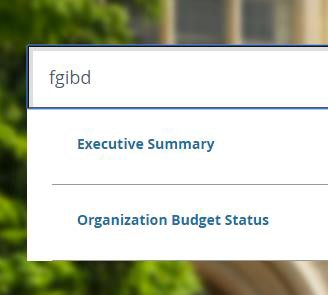 fgibd
Executive Summary
Organization Budget Status